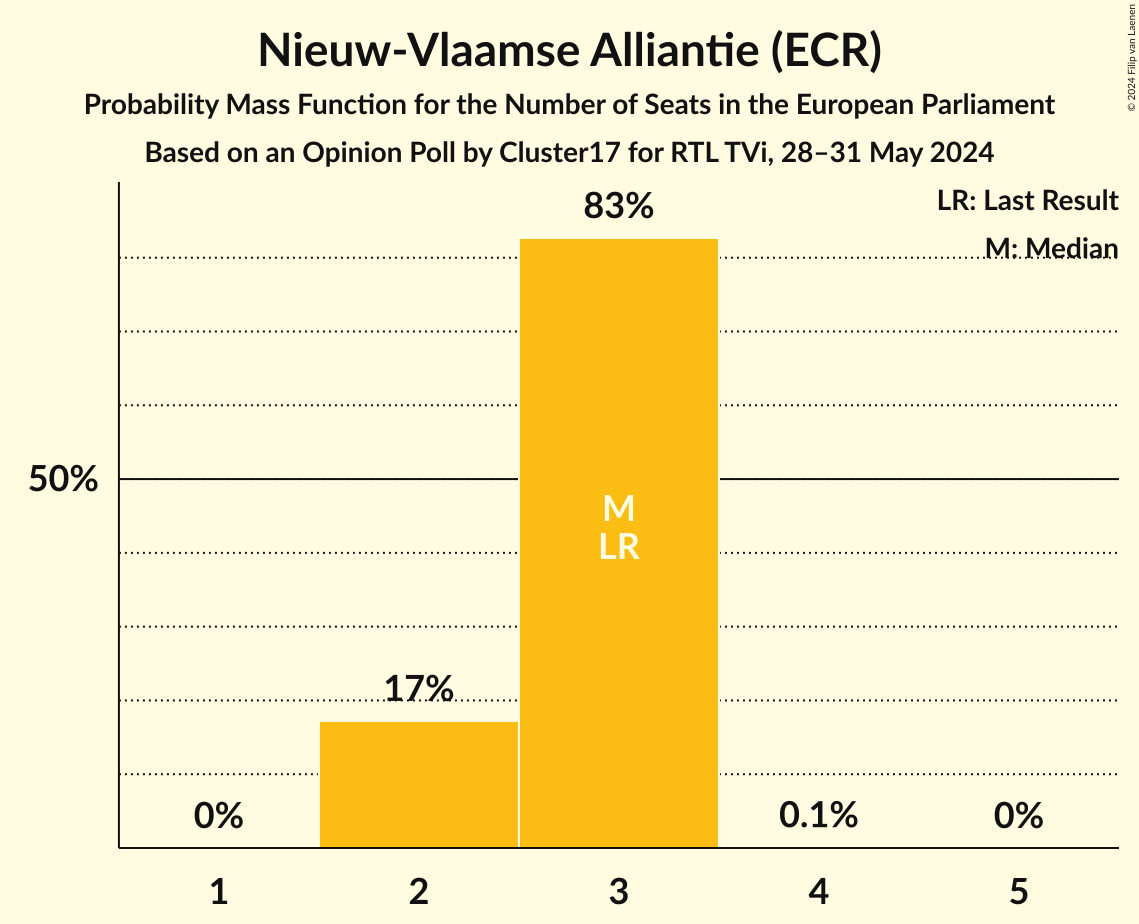 Nieuw-Vlaamse Alliantie (ECR)
Probability Mass Function for the Number of Seats in the European Parliament
Based on an Opinion Poll by Cluster17 for RTL TVi, 28–31 May 2024
© 2024 Filip van Laenen
LR: Last Result
M: Median
83%
50%
M
LR
17%
0%
0.1%
0%
1
2
3
4
5